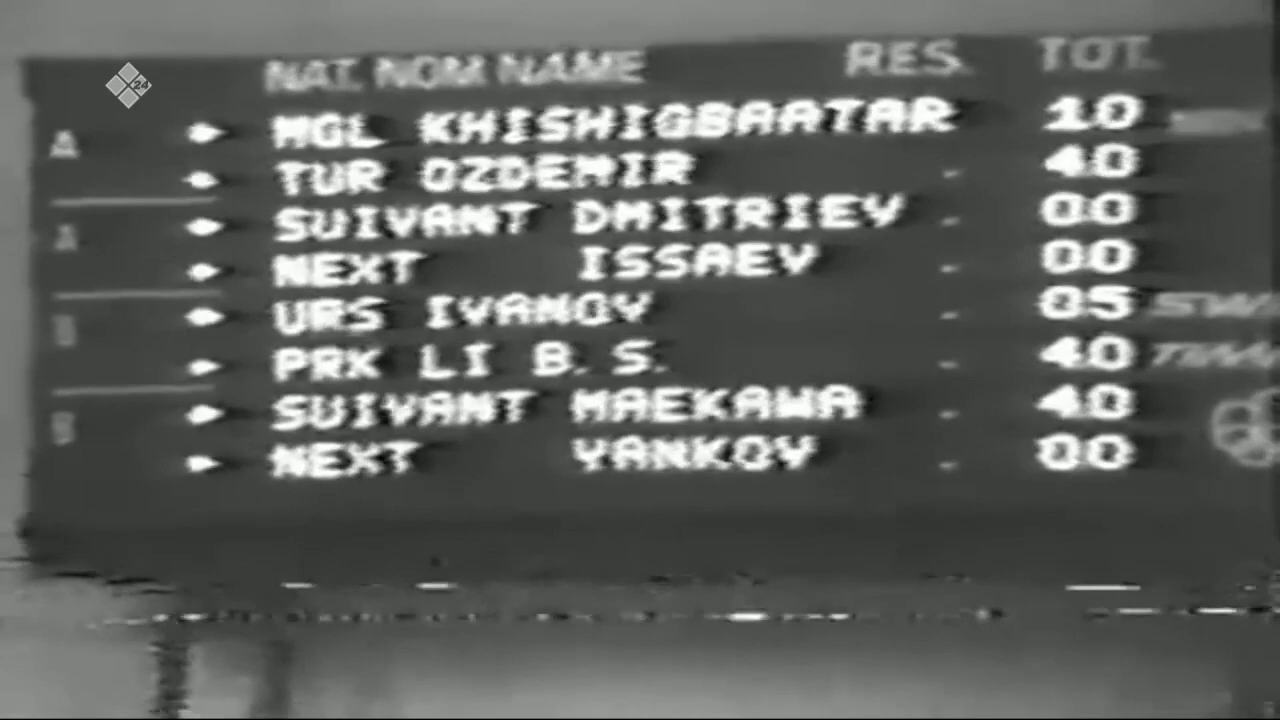 X24
NAT. NOM NAME RES. TOT.
A MGL KHISHIGBAATAR 10
TUR OZDEMIR . 40
A SUIVANT DMITRIEV . 00
NEXT ISSAEV . 00
URS IVANOV . 05
PRK LI B. S. . 40
SUIVANT MAEKAWA . 40
B NEXT YANKOV . 00